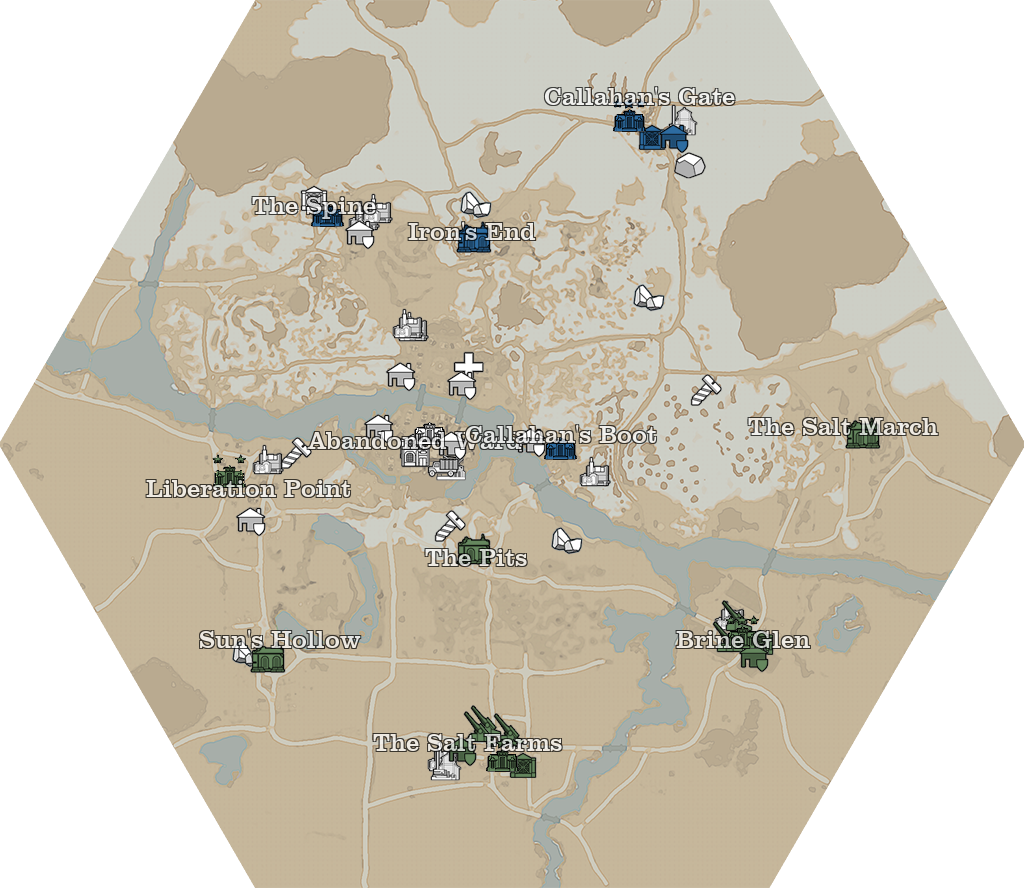 Callahan's Gate
The Spine
Iron's End
The Salt March
Abandoned Ward
Callahan's Boot
Liberation Point
The Pits
Sun's Hollow
Brine Glen
The Salt Farms